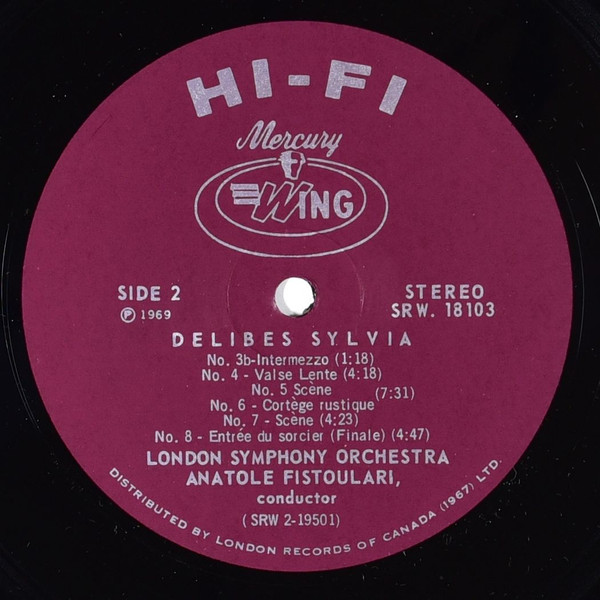 HI-FI
Mercury
WING
SIDE 2
℗ 1969
STEREO
SRW. 18103
DELIBES SYLVIA
No. 3b-Intermezzo (1:18)
No. 4 - Valse Lente (4:18)
No. 5 Scène
(7:31)
No. 6 - Cortège rustique
No. 7 - Scène (4:23)
No. 8 - Entrée du sorcier (Finale) (4:47)
LONDON SYMPHONY ORCHESTRA
ANATOLE FISTOULARI,
conductor
(SRW 2-19501)
DISTRIBUTED BY LONDON RECORDS OF CANADA (1967) LTD.